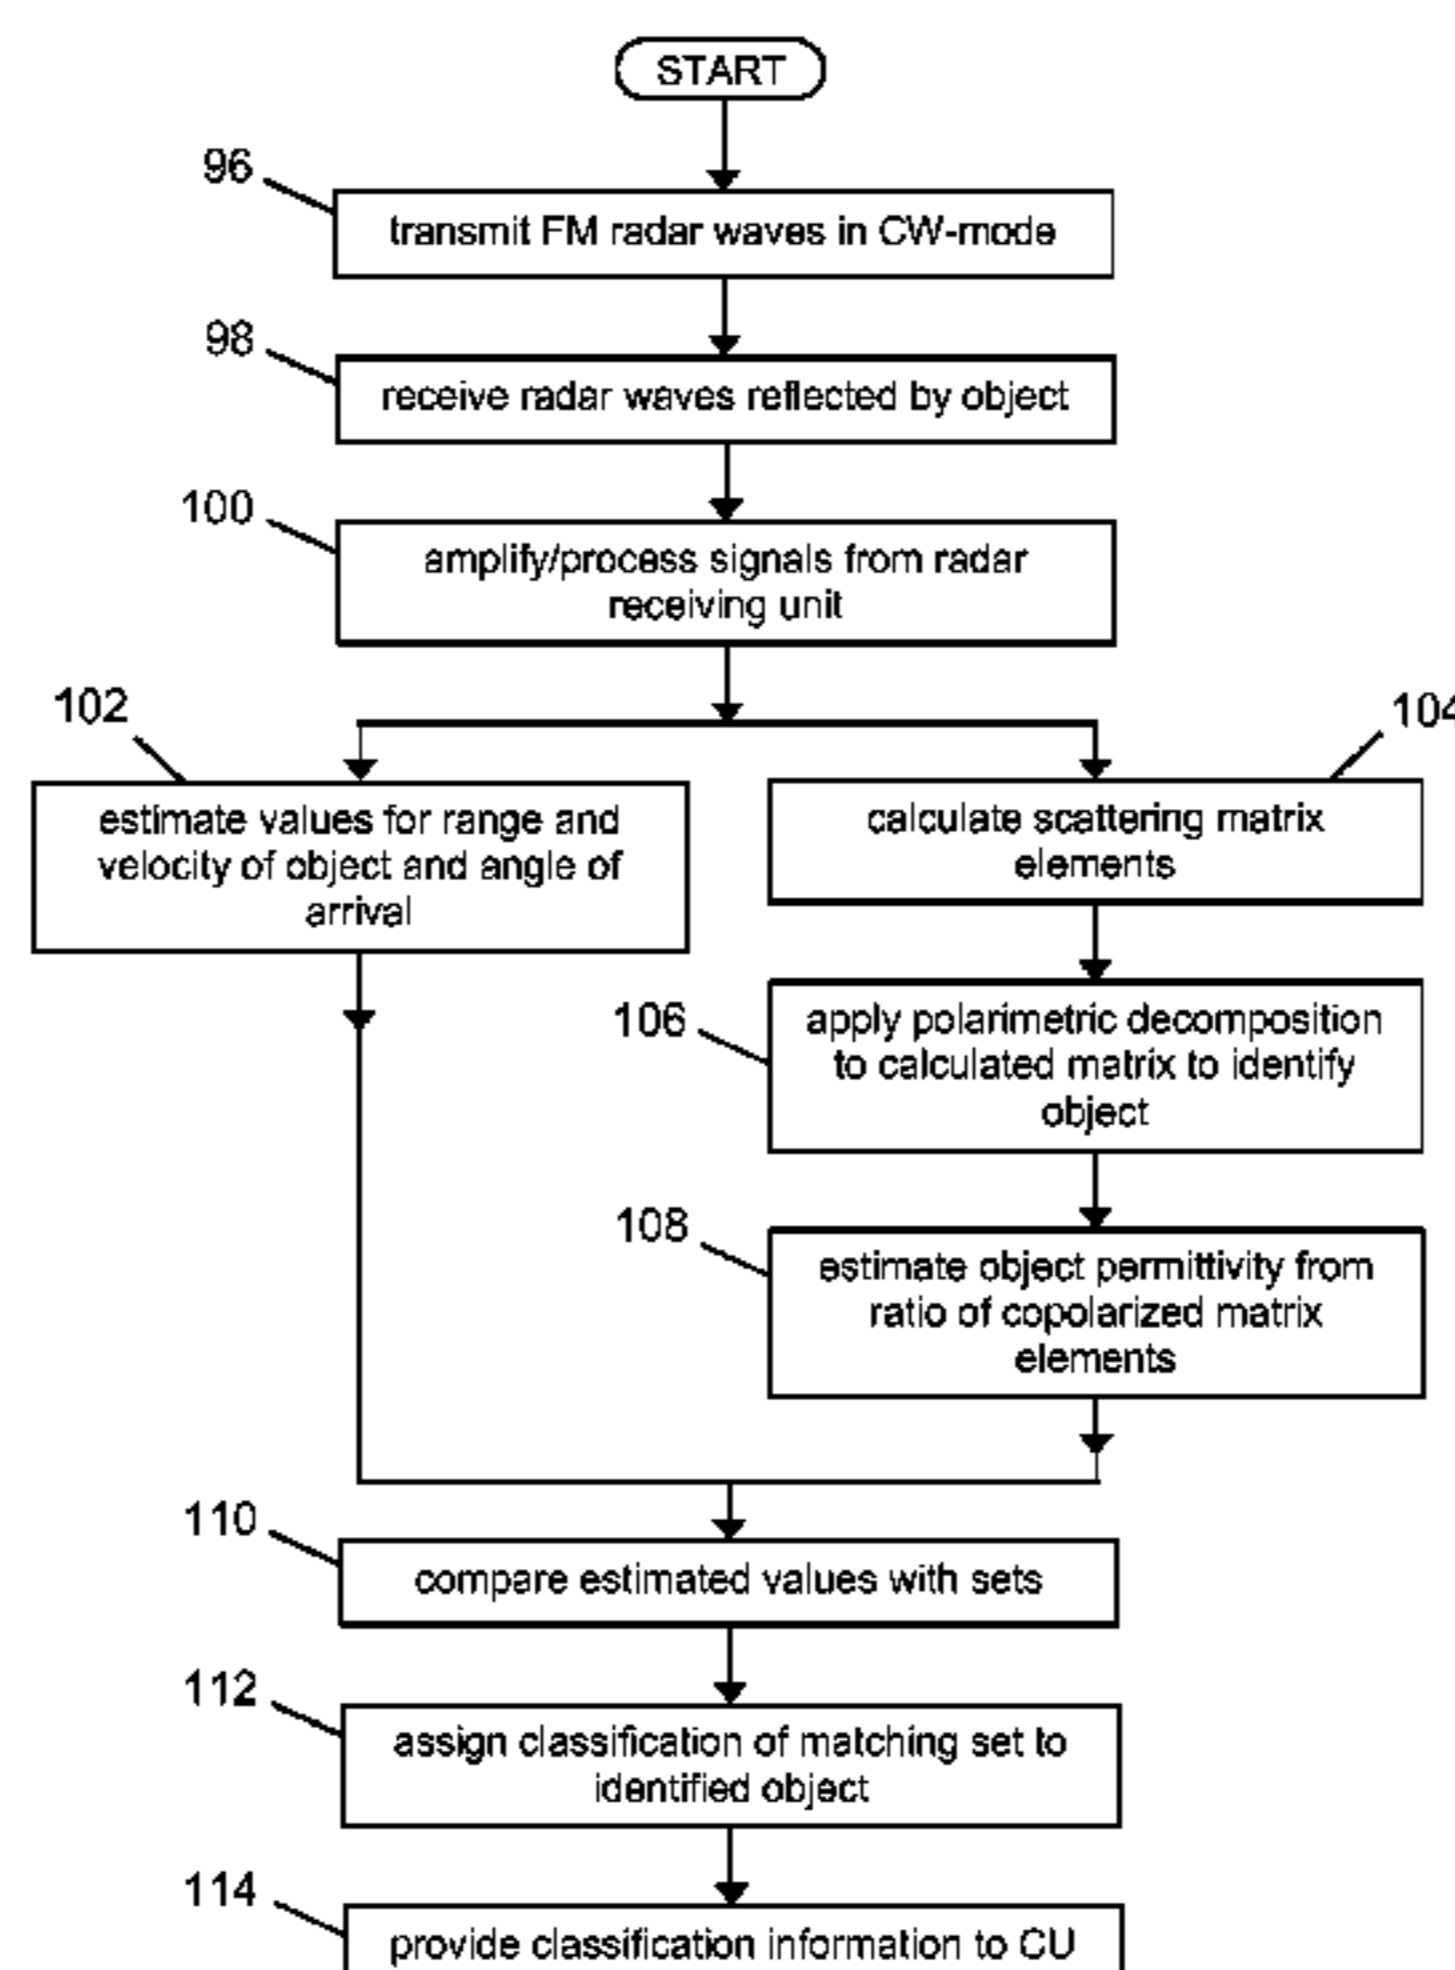 START
96
transmit FM radar waves in CW-mode
98
receive radar waves reflected by object
100
amplify/process signals from radar
receiving unit
102
estimate values for range and
velocity of object and angle of
arrival
104
calculate scattering matrix
elements
106
apply polarimetric decomposition
to calculated matrix to identify
object
108
estimate object permittivity from
ratio of copolarized matrix
elements
110
compare estimated values with sets
112
assign classification of matching set to
identified object
114
provide classification information to CU